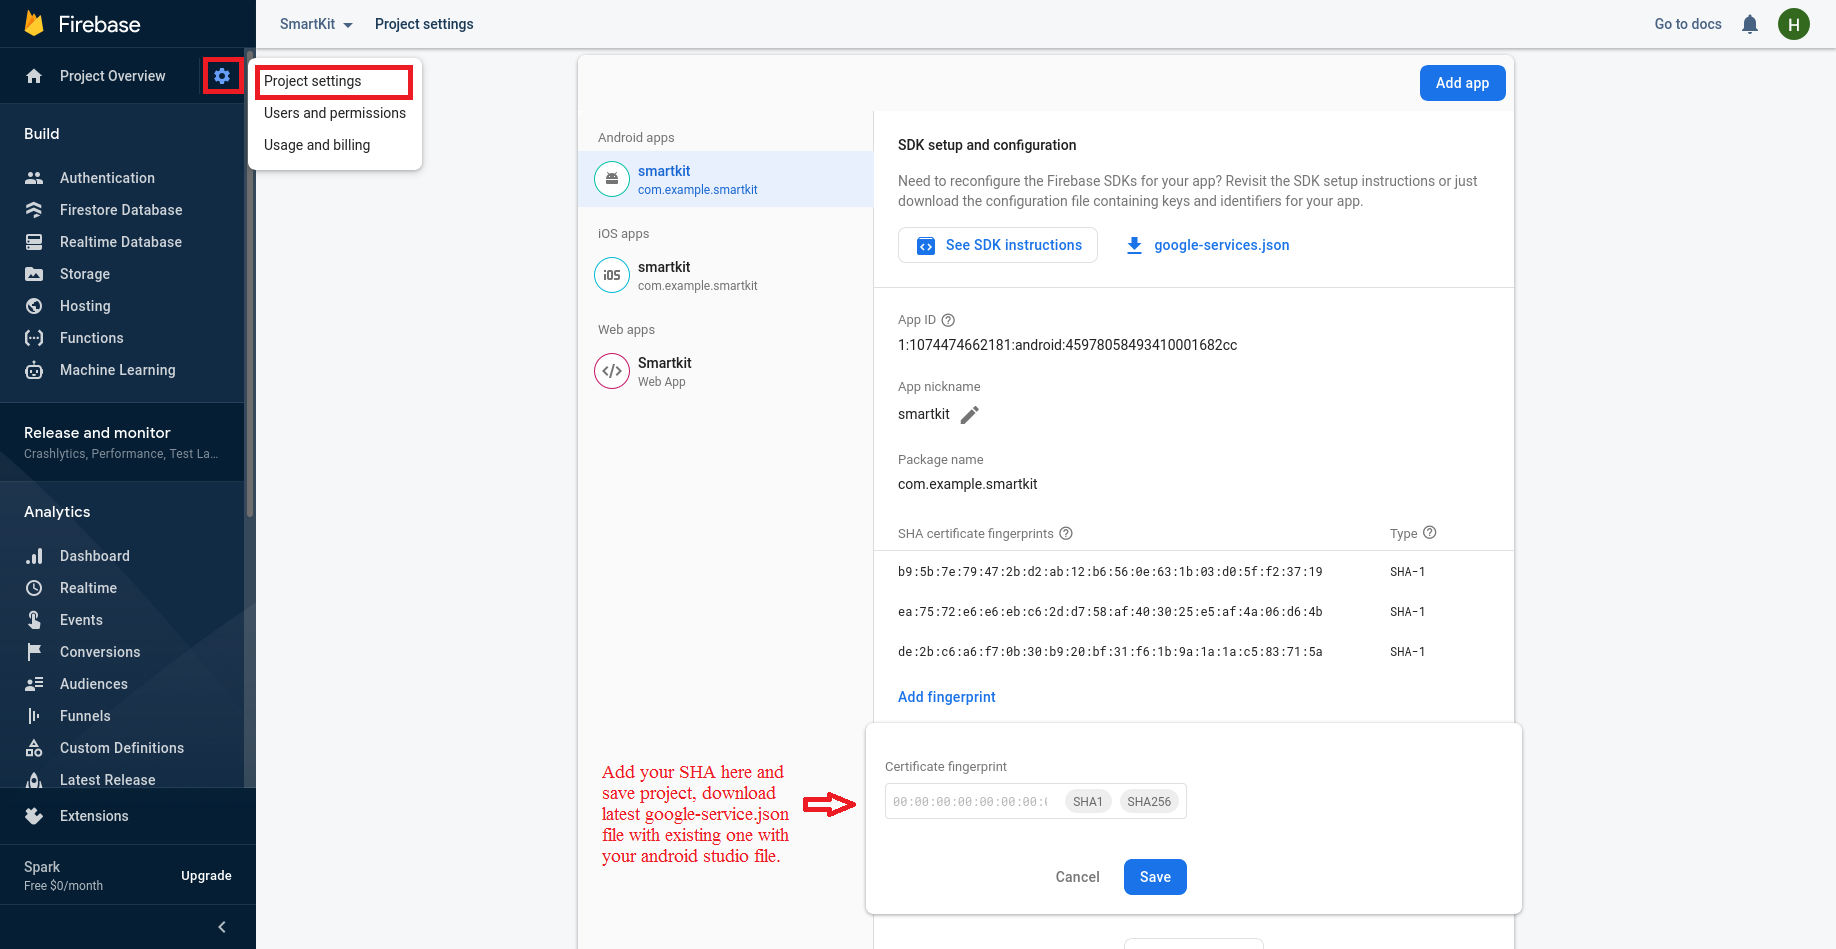 Firebase
SmartKit
Project settings
Go to docs
H
Project Overview
Project settings
Users and permissions
Usage and billing
Build
Authentication
Firestore Database
Realtime Database
Storage
Hosting
Functions
Machine Learning
Release and monitor
Crashlytics, Performance, Test La...
Analytics
Dashboard
Realtime
Events
Conversions
Audiences
Funnels
Custom Definitions
Latest Release
Extensions
Spark
Free $0/month
Upgrade
Add app
Android apps
smartkit
com.example.smartkit
iOS apps
iOS
smartkit
com.example.smartkit
Web apps
Smartkit
Web App
SDK setup and configuration
Need to reconfigure the Firebase SDKs for your app? Revisit the SDK setup instructions or just
download the configuration file containing keys and identifiers for your app.
See SDK instructions
google-services.json
App ID
1:1074474662181:android:45978058493410001682cc
App nickname
smartkit
Package name
com.example.smartkit
SHA certificate fingerprints
Type
b9:5b:7e:79:47:2b:d2:ab:12:b6:56:0e:63:1b:03:d0:5f:f2:37:19 SHA-1
ea:75:72:e6:e6:eb:c6:2d:d7:58:af:40:30:25:e5:af:4a:06:d6:4b SHA-1
de:2b:c6:a6:f7:0b:30:b9:20:bf:31:f6:1b:9a:1a:1a:c5:83:71:5a SHA-1
Add fingerprint
Add your SHA here and
save project, download
latest google-service.json
file with existing one with
your android studio file.
Certificate fingerprint
00:00:00:00:00:00:00:
SHA1
SHA256
Cancel
Save